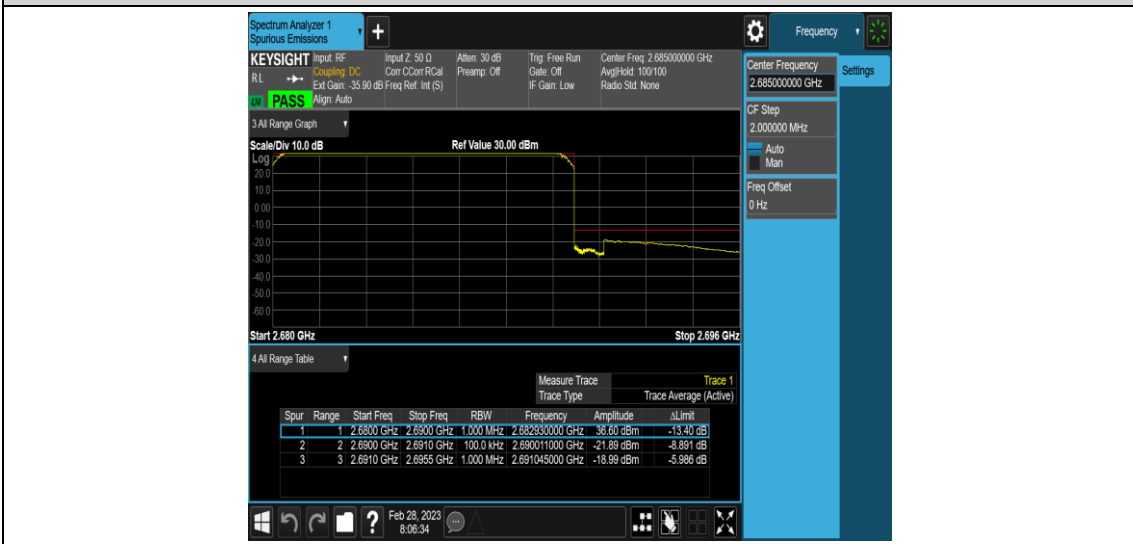 Spectrum Analyzer 1
Spurious Emissions
+
Frequency
KEYSIGHT Input: RF Input Z: 50 Ω Atten: 30 dB Trig: Free Run Center Freq: 2.685000000 GHz
RL Coupling: DC Corr CCorr RCal Preamp: Off Gate: Off Avg|Hold: 100/100
Ext Gain: -35.90 dB Freq Ref: Int (S) IF Gain: Low Radio Std: None
LXI PASS Align: Auto
Center Frequency
2.685000000 GHz
Settings
CF Step
2.000000 MHz
Auto
Man
Freq Offset
0 Hz
3 All Range Graph
Scale/Div 10.0 dB Ref Value 30.00 dBm
Log
20.0
10.0
0.00
-10.0
-20.0
-30.0
-40.0
-50.0
-60.0
Start 2.680 GHz Stop 2.696 GHz
4 All Range Table
Measure Trace Trace 1
Trace Type Trace Average (Active)
Spur Range Start Freq Stop Freq RBW Frequency Amplitude ΔLimit
1 1 2.6800 GHz 2.6900 GHz 1.000 MHz 2.682930000 GHz 36.60 dBm -13.40 dB
2 2 2.6900 GHz 2.6910 GHz 100.0 kHz 2.690011000 GHz -21.89 dBm -8.891 dB
3 3 2.6910 GHz 2.6955 GHz 1.000 MHz 2.691045000 GHz -18.99 dBm -5.986 dB
? Feb 28, 2023
8:06:34